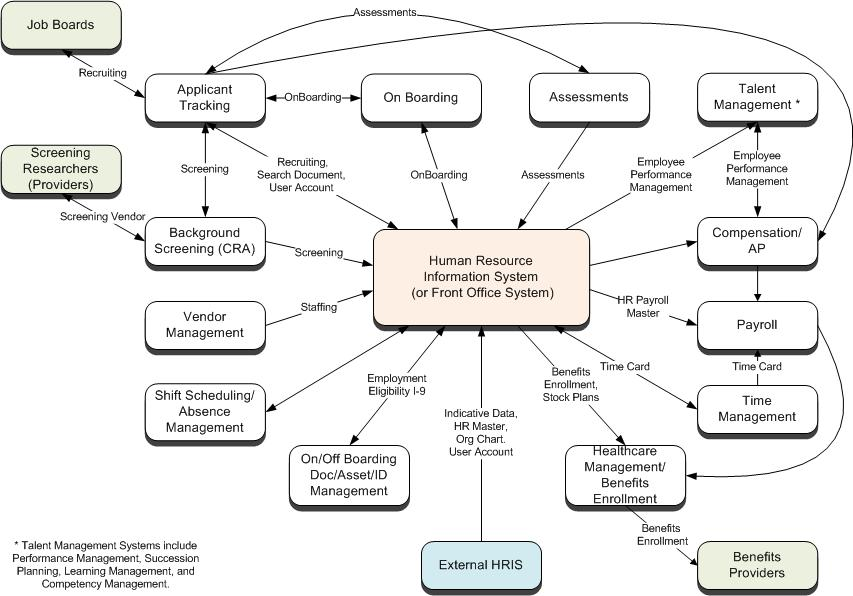 Assessments
Job Boards
Recruiting
Applicant
Tracking
OnBoarding
On Boarding
Assessments
Talent
Management *
Screening
Researchers
(Providers)
Screening
Recruiting,
Search Document,
User Account
OnBoarding
Assessments
Employee
Performance
Management
Employee
Performance
Management
Screening Vendor
Background
Screening (CRA)
Screening
Human Resource
Information System
(or Front Office System)
Compensation/
AP
Vendor
Management
Staffing
HR Payroll
Master
Payroll
Shift Scheduling/
Absence
Management
Employment
Eligibility I-9
Indicative Data,
HR Master,
Org Chart.
User Account
Benefits
Enrollment,
Stock Plans
Time Card
Time Card
Time
Management
On/Off Boarding
Doc/Asset/ID
Management
Healthcare
Management/
Benefits
Enrollment
Benefits
Enrollment
* Talent Management Systems include
Performance Management, Succession
Planning, Learning Management, and
Competency Management.
External HRIS
Benefits
Providers